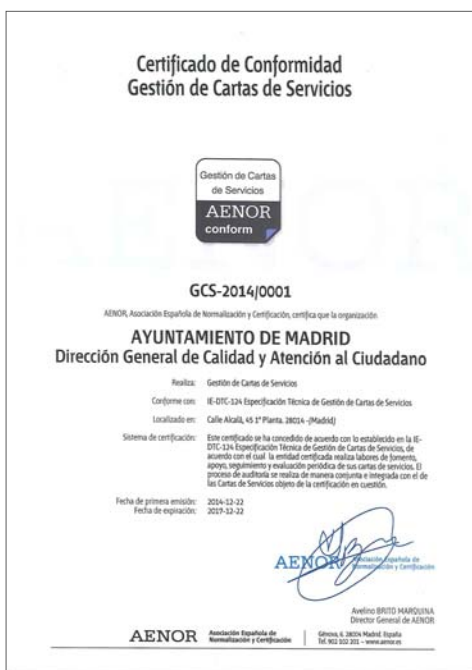 Certificado de Conformidad
Gestión de Cartas de Servicios
Gestión de Cartas
de Servicios
AENOR
conform
AENOR
GCS-2014/0001
AENOR, Asociación Española de Normalización y Certificación, certifica que la organización
AYUNTAMIENTO DE MADRID
Dirección General de Calidad y Atención al Ciudadano
Realiza: Gestión de Cartas de Servicios
Conforme con: IE-DTC-124 Especificación Técnica de Gestión de Cartas de Servicios
Localizado en: Calle Alcalá, 45 1ª Planta. 28014 -(Madrid)
Sistema de certificación: Este certificado se ha concedido de acuerdo con lo establecido en la IE-
DTC-124 Especificación Técnica de Gestión de Cartas de Servicios, de
acuerdo con el cual la entidad certificada realiza labores de fomento,
apoyo, seguimiento y evaluación periódica de sus cartas de servicios. El
proceso de auditoría se realiza de manera conjunta e integrada con el de
las Cartas de Servicios objeto de la certificación en cuestión.
Fecha de primera emisión: 2014-12-22
Fecha de expiración: 2017-12-22
AENOR Asociación Española de
Normalización y Certificación
Avelino BRITO MARQUINA
Director General de AENOR
AENOR Asociación Española de
Normalización y Certificación
Génova, 6. 28004 Madrid. España
Tel. 902 102 201 – www.aenor.es